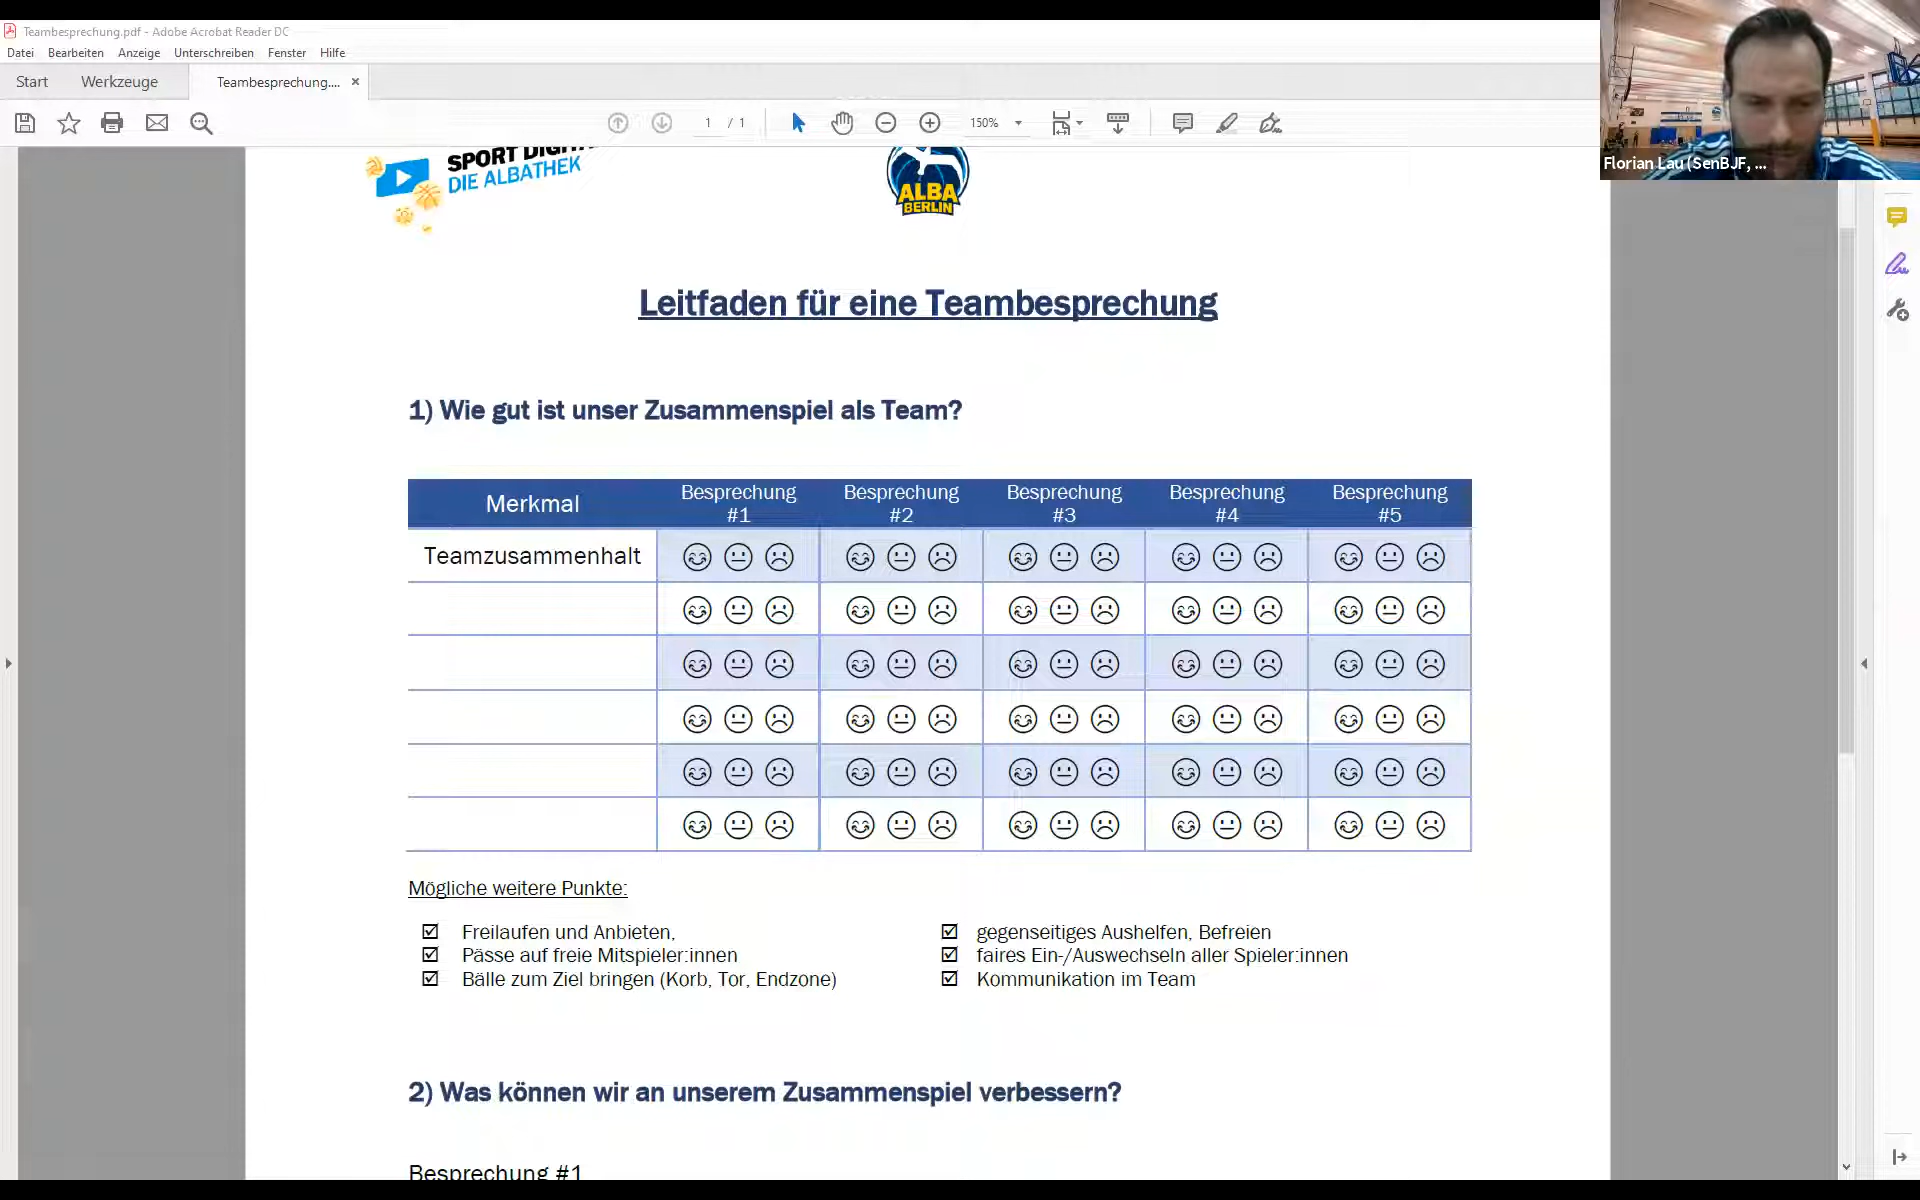 Teambesprechung.pdf - Adobe Acrobat Reader DC
Datei Bearbeiten Anzeige Unterschreiben Fenster Hilfe
Start Werkzeuge Teambesprechung....
1 / 1 150%
Florian Lau (SenBJF, ...
SPORT
DIE ALBATHEK
ALBA
BERLIN
Leitfaden für eine Teambesprechung
1) Wie gut ist unser Zusammenspiel als Team?
Merkmal Besprechung #1 Besprechung #2 Besprechung #3 Besprechung #4 Besprechung #5
Teamzusammenhalt
Mögliche weitere Punkte:
Freilaufen und Anbieten,
Pässe auf freie Mitspieler:innen
Bälle zum Ziel bringen (Korb, Tor, Endzone)
gegenseitiges Aushelfen, Befreien
faires Ein-/Auswechseln aller Spieler:innen
Kommunikation im Team
2) Was können wir an unserem Zusammenspiel verbessern?
Besprechung #1